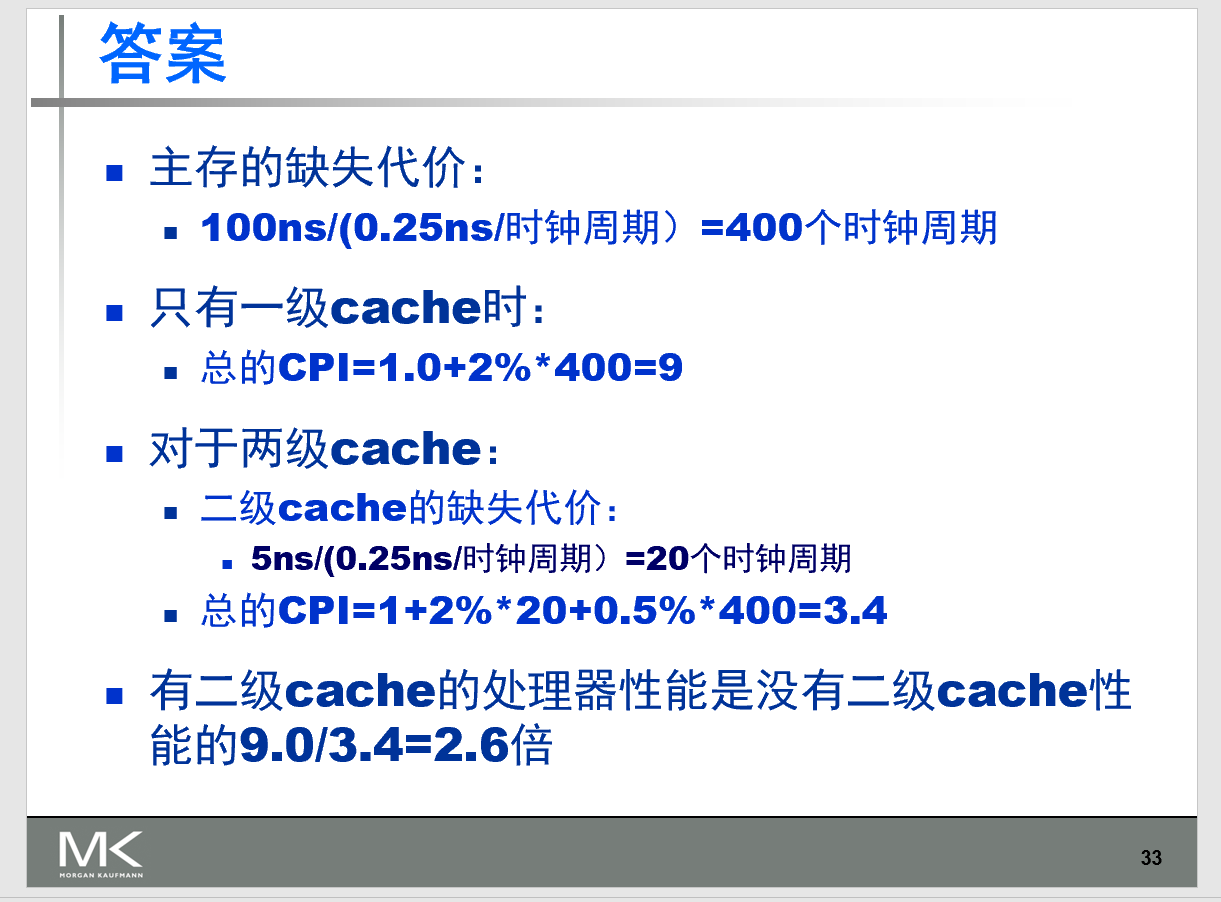 答案
主存的缺失代价：
100ns/(0.25ns/时钟周期）=400个时钟周期
只有一级cache时：
总的CPI=1.0+2%*400=9
对于两级cache：
二级cache的缺失代价：
5ns/(0.25ns/时钟周期）=20个时钟周期
总的CPI=1+2%*20+0.5%*400=3.4
有二级cache的处理器性能是没有二级cache性
能的9.0/3.4=2.6倍
MK
MORGAN KAUFMANN
33